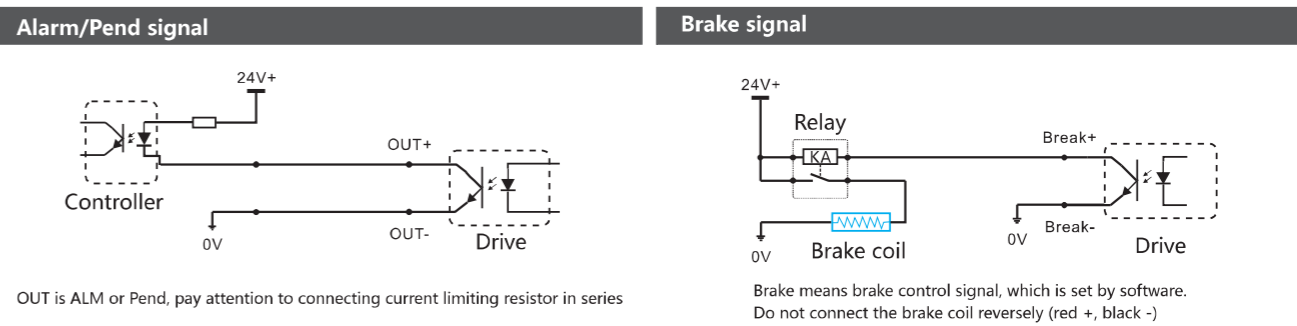 Alarm/Pend signal
24V+
OUT+
Controller
0V
OUT-
Drive
OUT is ALM or Pend, pay attention to connecting current limiting resistor in series
Brake signal
24V+
Relay
KA
Break+
0V
Brake coil
0V
Break-
Drive
Brake means brake control signal, which is set by software.
Do not connect the brake coil reversely (red +, black -)